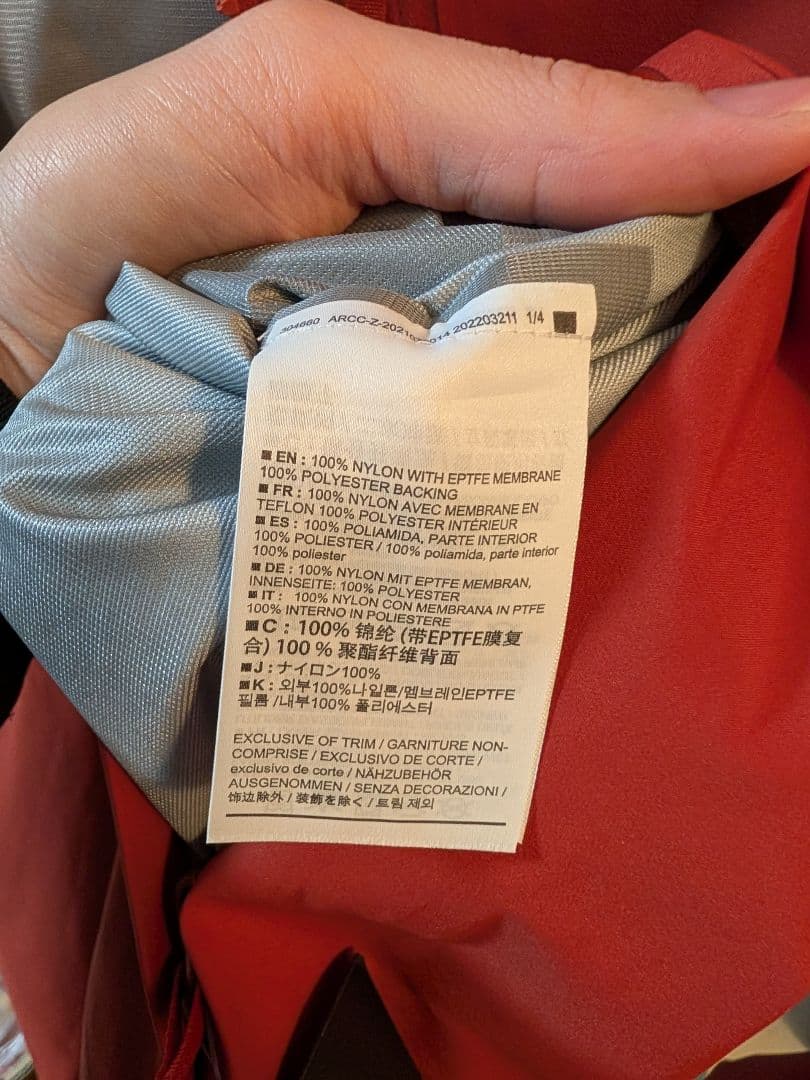 304660 ARCC-Z-2021 014 202203211 1/4
EN : 100% NYLON WITH EPTFE MEMBRANE
100% POLYESTER BACKING
FR : 100% NYLON AVEC MEMBRANE EN
TEFLON 100% POLYESTER INTÉRIEUR
ES : 100% POLIAMIDA, PARTE INTERIOR
100% POLIESTER / 100% poliamida, parte interior
100% poliester
DE : 100% NYLON MIT EPTFE MEMBRAN,
INNENSEITE: 100% POLYESTER
IT : 100% NYLON CON MEMBRANA IN PTFE
100% INTERNO IN POLIESTERE
C : 100% 锦纶 (带EPTFE膜复
合) 100 % 聚酯纤维背面
J : ナイロン100%
K : 외부100%나일론/멤브레인EPTFE
필름 /내부100% 폴리에스터
EXCLUSIVE OF TRIM / GARNITURE NON-
COMPRISE / EXCLUSIVO DE CORTE /
exclusivo de corte / NÄHZUBEHÖR
AUSGENOMMEN / SENZA DECORAZIONI /
饰边除外 / 装飾を除く / 트림 제외